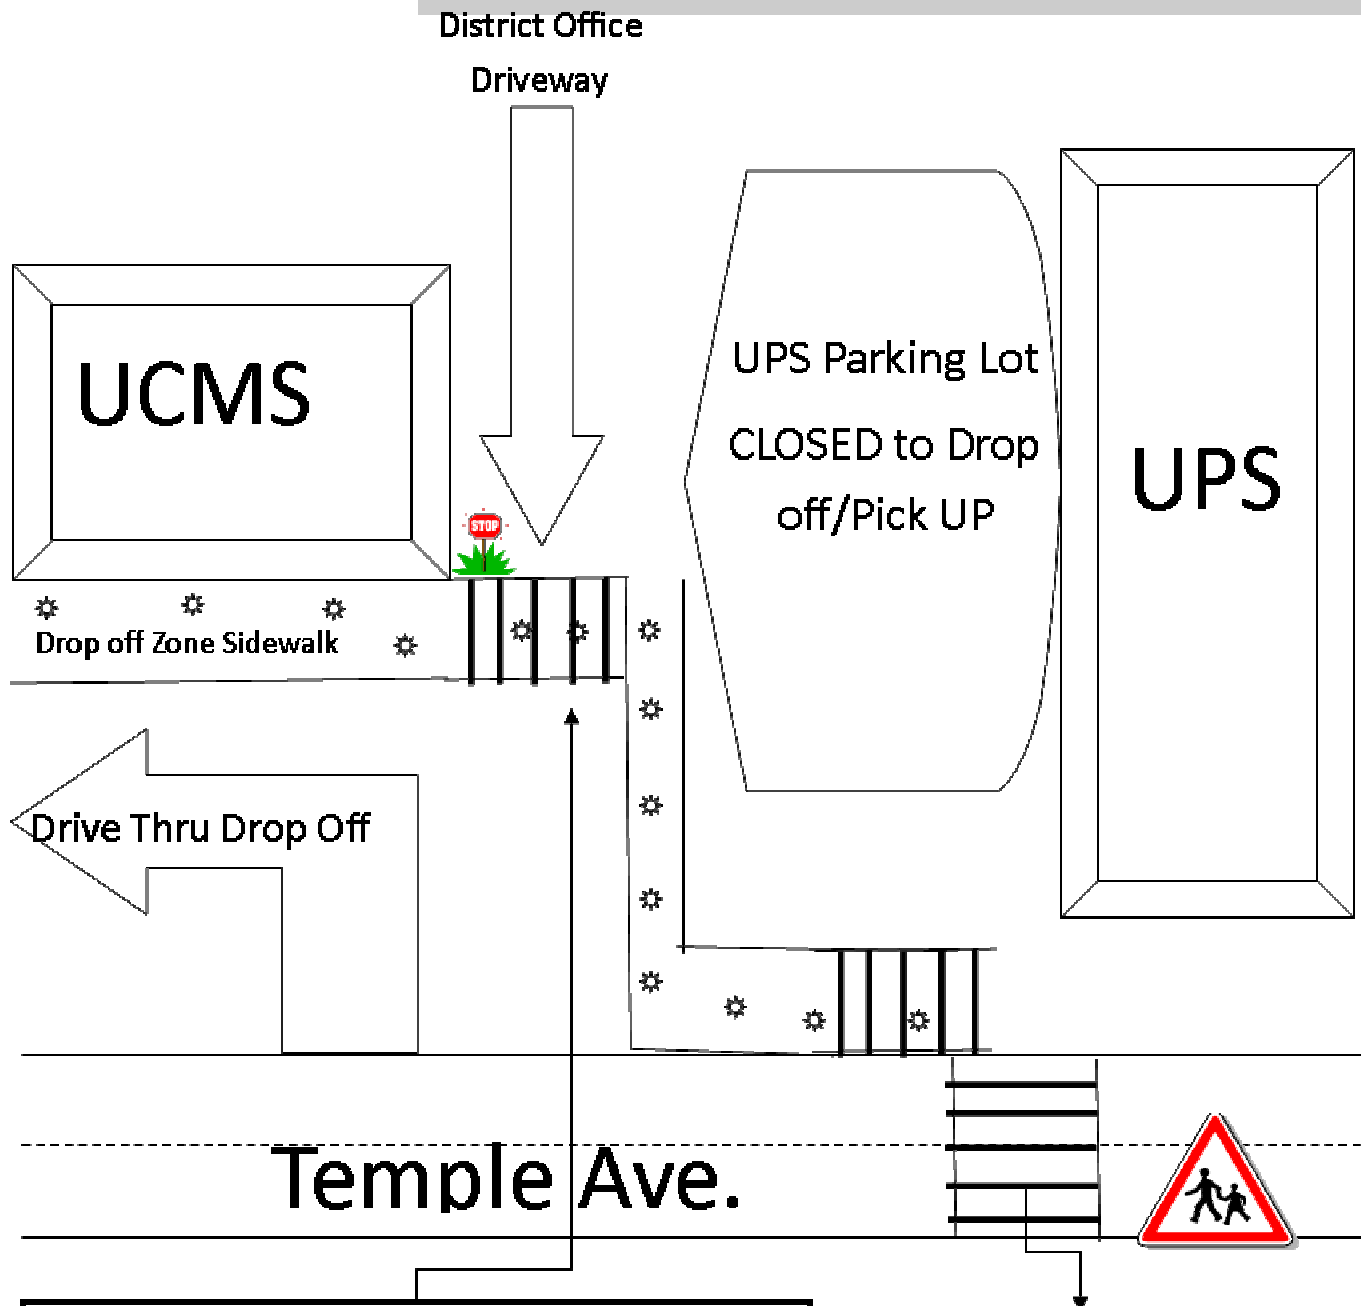 District Office
Driveway
UCMS
UPS Parking Lot
CLOSED to Drop
off/Pick UP
UPS
STOP
Drop off Zone Sidewalk
Drive Thru Drop Off
Temple Ave.